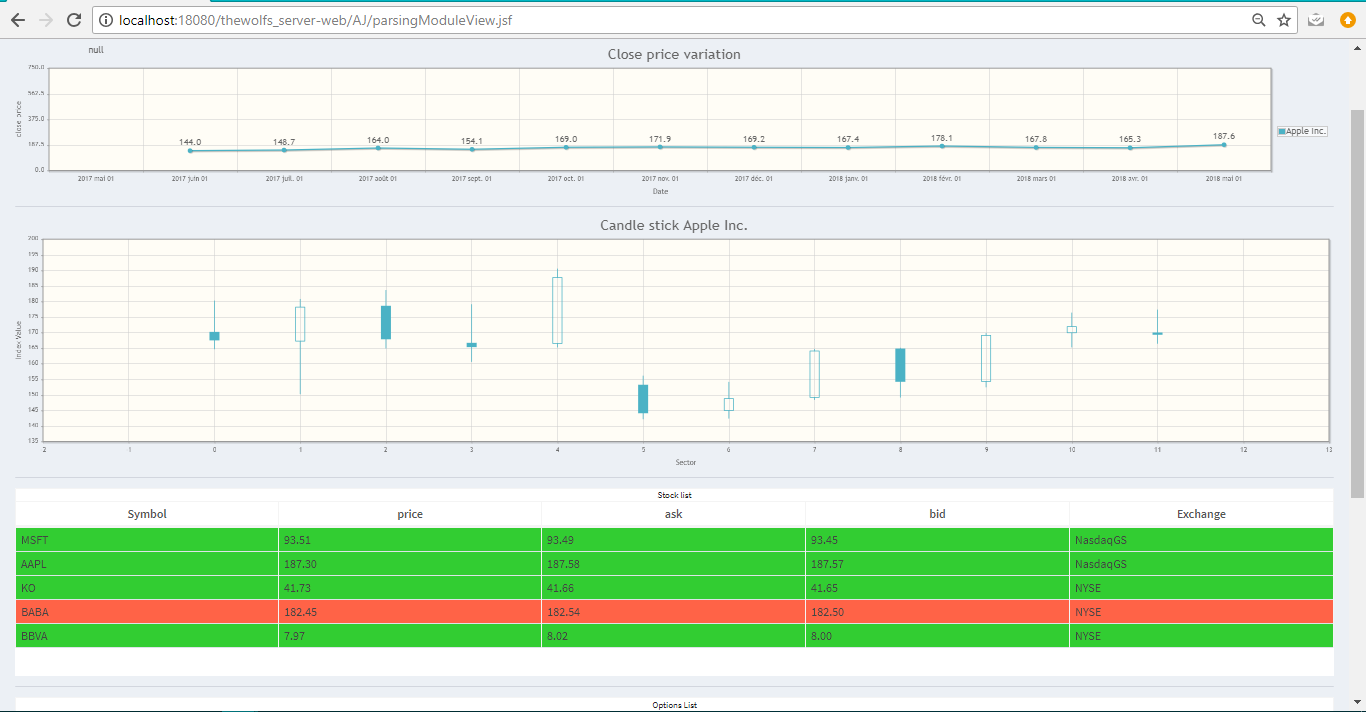 localhost:18080/thewolfs_server-web/AJ/parsingModuleView.jsf
null
Close price variation
750.0
562.5
375.0
187.5
0.0
close price
144.0 148.7 164.0 154.1 169.0 171.9 169.2 167.4 178.1 167.8 165.3 187.6
Apple Inc.
2017 mai 01 2017 juin 01 2017 juil. 01 2017 août 01 2017 sept. 01 2017 oct. 01 2017 nov. 01 2017 déc. 01 2018 janv. 01 2018 févr. 01 2018 mars 01 2018 avr. 01 2018 mai 01
Date
Candle stick Apple Inc.
200
195
190
185
180
175
170
165
160
155
150
145
140
135
Index Value
2 1 0 1 2 3 4 5 6 7 8 9 10 11 12 13
Sector
Stock list
Symbol price ask bid Exchange
MSFT 93.51 93.49 93.45 NasdaqGS
AAPL 187.30 187.58 187.57 NasdaqGS
KO 41.73 41.66 41.65 NYSE
BABA 182.45 182.54 182.50 NYSE
BBVA 7.97 8.02 8.00 NYSE
Options List